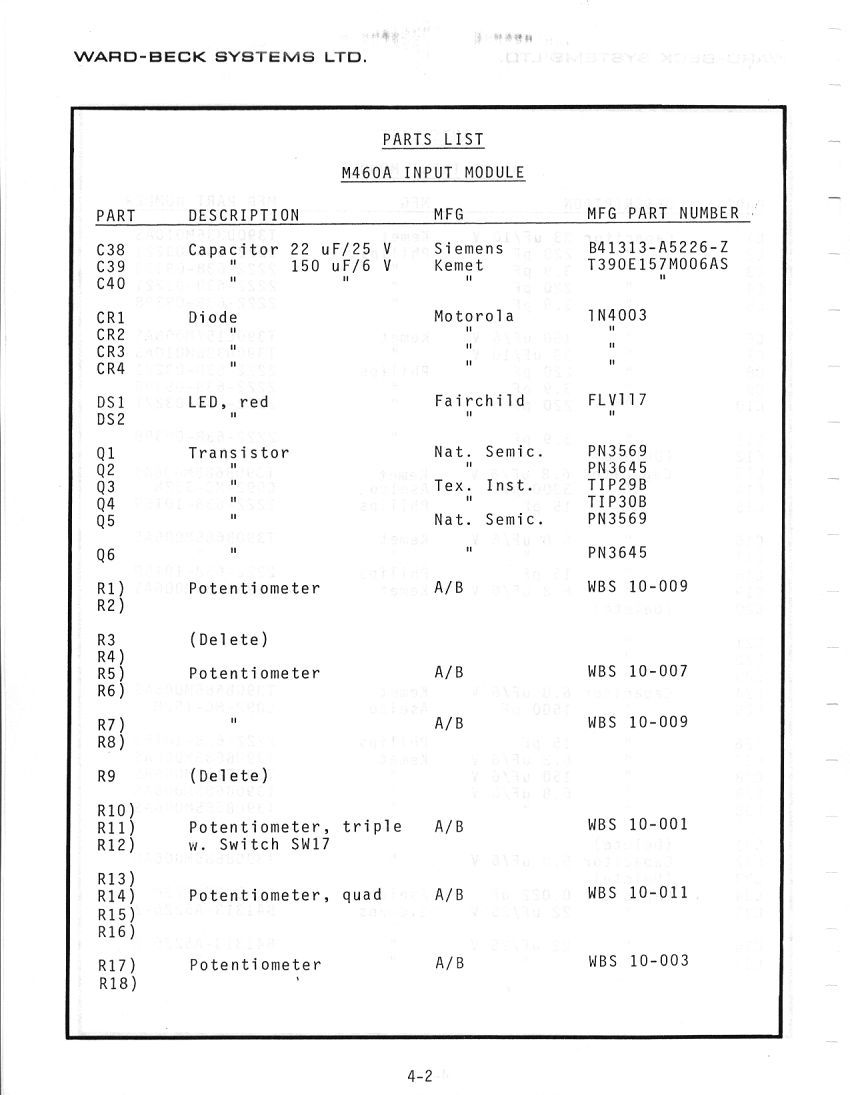 WARD-BECK SYSTEMS LTD.
PARTS LIST
M460A INPUT MODULE
PART DESCRIPTION MFG MFG PART NUMBER
C38 Capacitor 22 uF/25 V Siemens B41313-A5226-Z
C39 " 150 uF/6 V Kemet T390E157M006AS
C40 " " " "
CR1 Diode Motorola 1N4003
CR2 " " "
CR3 " " "
CR4 " " "
DS1 LED, red Fairchild FLV117
DS2 " " "
Q1 Transistor Nat. Semic. PN3569
Q2 " " PN3645
Q3 " Tex. Inst. TIP29B
Q4 " " TIP30B
Q5 " Nat. Semic. PN3569
Q6 " " PN3645
R1) Potentiometer A/B WBS 10-009
R2)
R3 (Delete)
R4)
R5) Potentiometer A/B WBS 10-007
R6)
R7) " A/B WBS 10-009
R8)
R9 (Delete)
R10)
R11) Potentiometer, triple A/B WBS 10-001
R12) w. Switch SW17
R13)
R14) Potentiometer, quad A/B WBS 10-011
R15)
R16)
R17) Potentiometer A/B WBS 10-003
R18)
4-2